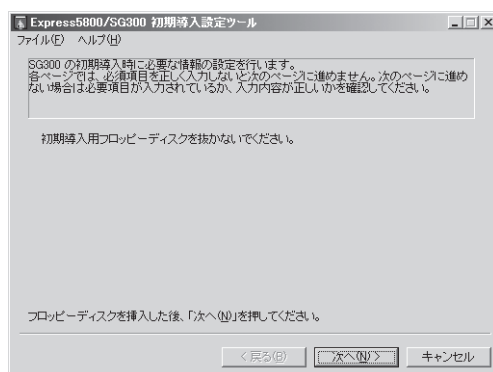 Express5800/SG300 初期導入設定ツール
ファイル(F) ヘルプ(H)
SG300 の初期導入時に必要な情報の設定を行います。
各ページでは、必須項目を正しく入力しないと次のページに進めません。次のページに進め
ない場合は必要項目が入力されているか、入力内容が正しいかを確認してください。
初期導入用フロッピーディスクを抜かないでください。
フロッピーディスクを挿入した後、「次へ(N)」を押してください。
< 戻る(B) 次へ(N) > キャンセル